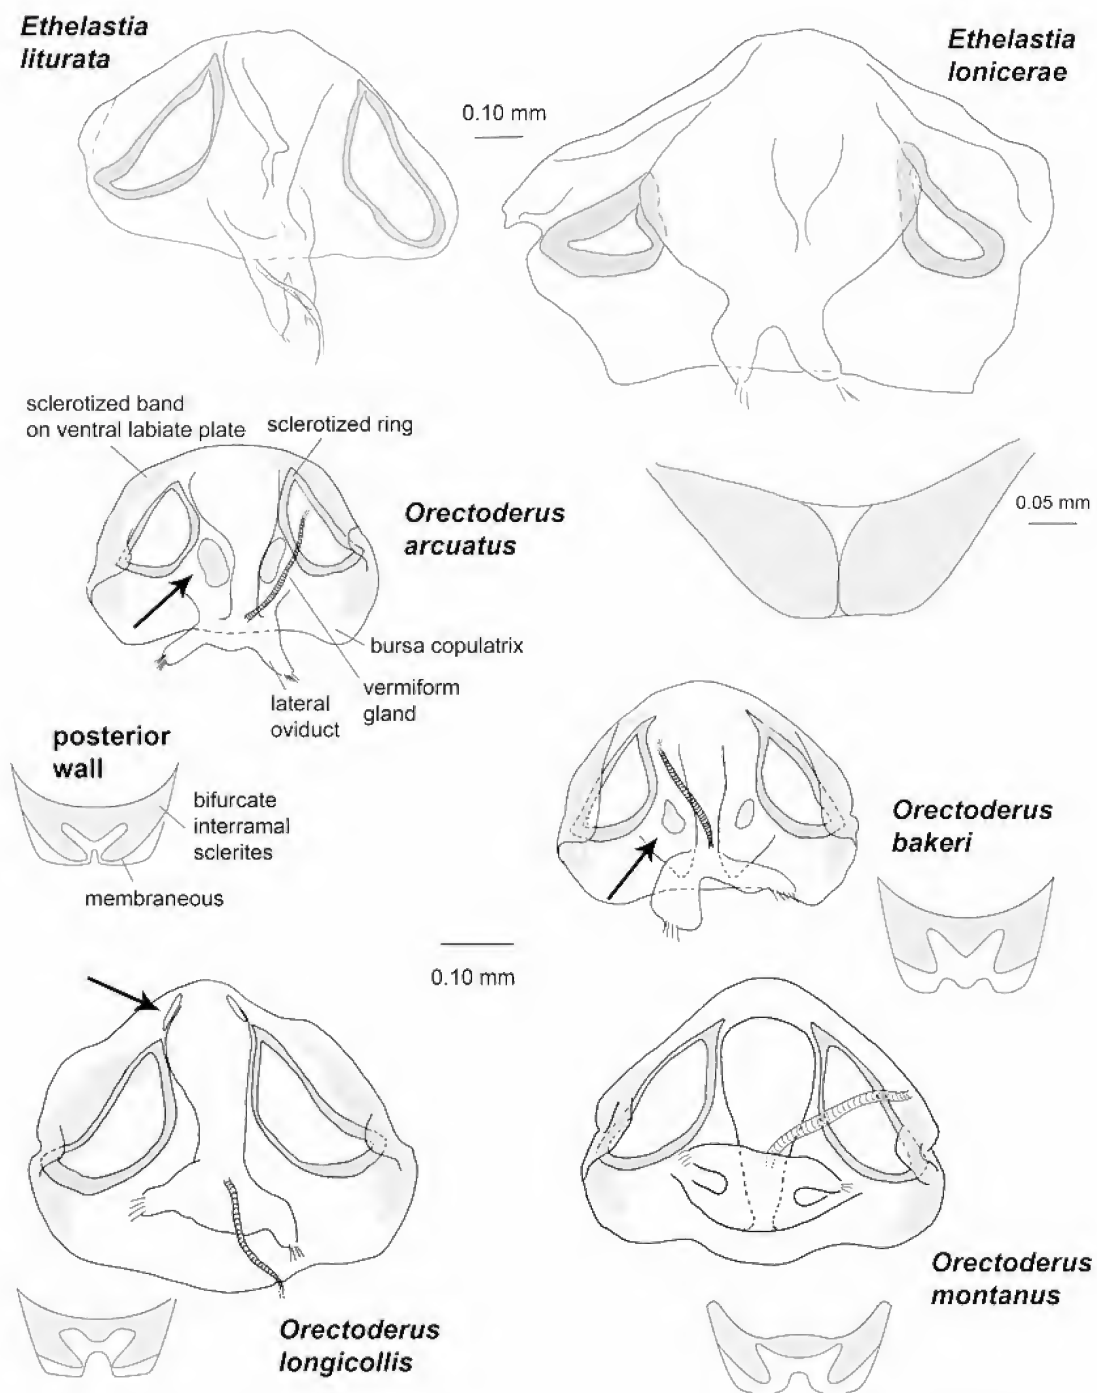 Ethelastia
liturata
0.10 mm
Ethelastia
lonicerae
sclerotized band
on ventral labiate plate
sclerotized ring
Orectoderus
arcuatus
0.05 mm
bursa copulatrix
vermiform
gland
lateral
oviduct
posterior
wall
bifurcate
interramal
sclerites
membraneous
Orectoderus
bakeri
0.10 mm
Orectoderus
longicollis
Orectoderus
montanus